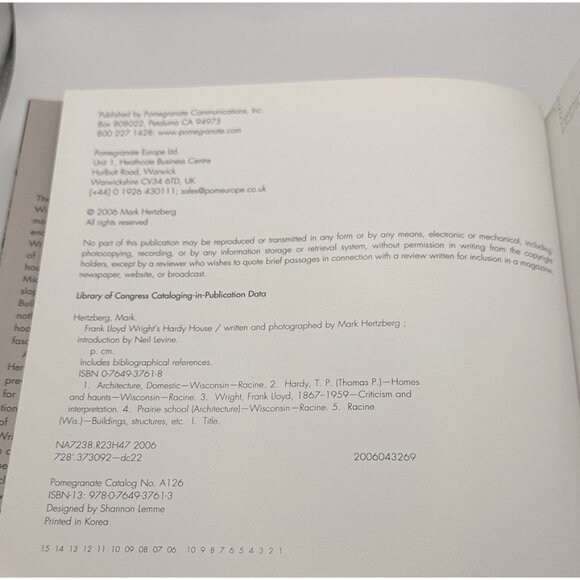 Published by Pomegranate Communications, Inc.
Box 808022, Petaluma CA 94975
800 227 1428; www.pomegranate.com
Pomegranate Europe Ltd.
Unit 1, Heathcote Business Centre
Hurlbutt Road, Warwick
Warwickshire CV34 6TD, UK
[+44] 0 1926 430111; sales@pomeurope.co.uk
© 2006 Mark Hertzberg
All rights reserved
No part of this publication may be reproduced or transmitted in any form or by any means, electronic or mechanical, including
photocopying, recording, or by any information storage or retrieval system, without permission in writing from the copyright
holders, except by a reviewer who wishes to quote brief passages in connection with a review written for inclusion in a magazine,
newspaper, website, or broadcast.
Library of Congress Cataloging-in-Publication Data
Hertzberg, Mark.
Frank Lloyd Wright's Hardy House / written and photographed by Mark Hertzberg ;
introduction by Neil Levine.
p. cm.
Includes bibliographical references.
ISBN 0-7649-3761-8
1. Architecture, Domestic—Wisconsin—Racine. 2. Hardy, T. P. (Thomas P.)—Homes
and haunts—Wisconsin—Racine. 3. Wright, Frank Lloyd, 1867–1959—Criticism and
interpretation. 4. Prairie school (Architecture)—Wisconsin—Racine. 5. Racine
(Wis.)—Buildings, structures, etc. I. Title.
NA7238.R23H47 2006
728'.373092—dc22 2006043269
Pomegranate Catalog No. A126
ISBN-13: 978-0-7649-3761-3
Designed by Shannon Lemme
Printed in Korea
15 14 13 12 11 10 09 08 07 06 10 9 8 7 6 5 4 3 2 1